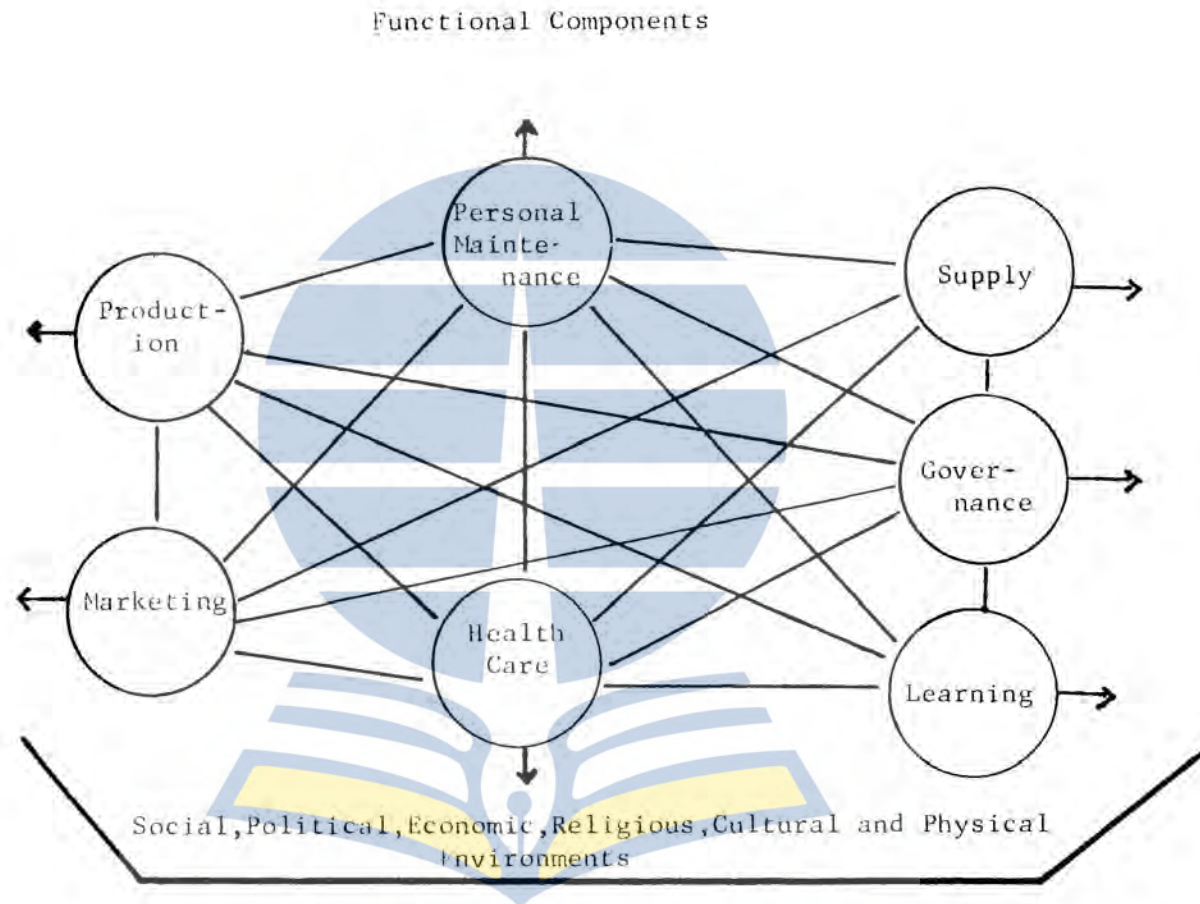 Functional Components
Personal
Mainte-
nance
Supply
Product-
ion
Gover-
nance
Marketing
Health
Care
Learning
Social,Political,Economic,Religious,Cultural and Physical
Environments